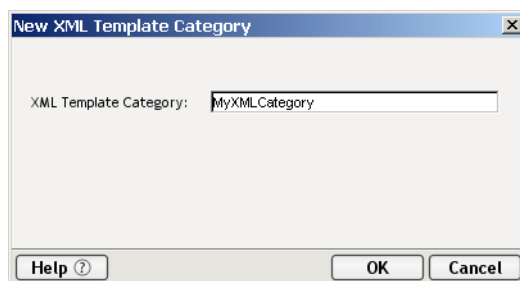 New XML Template Category
XML Template Category: MyXMLCategory
Help ? OK Cancel